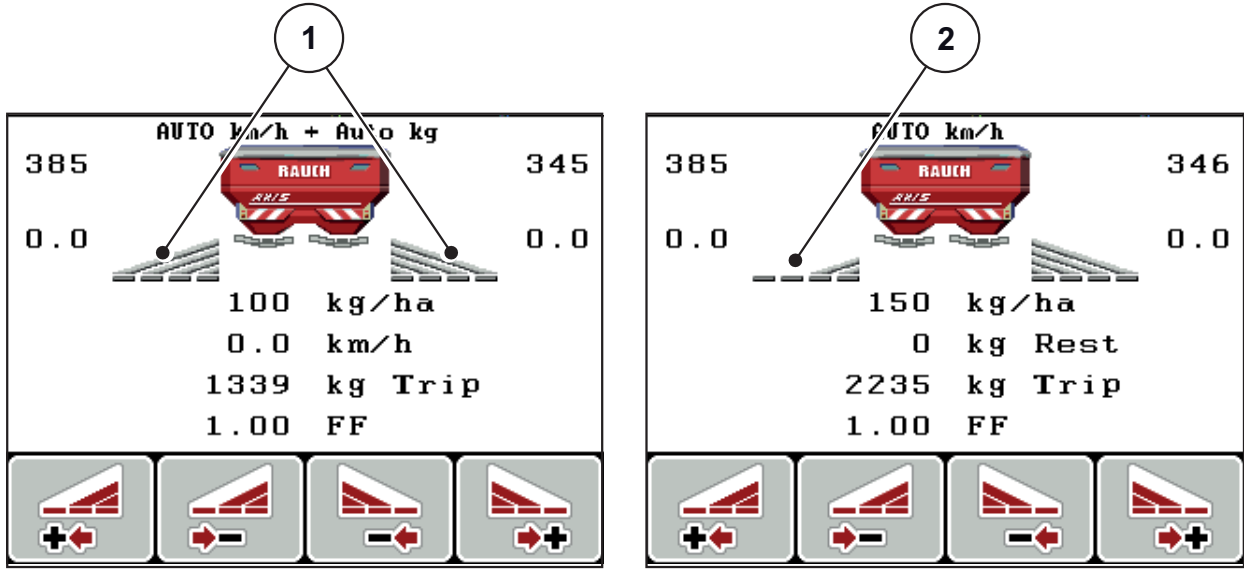 1
2
AUTO km/h + Auto kg
385
345
RAUCH
AXIS
0.0
0.0
100 kg/ha
0.0 km/h
1339 kg Trip
1.00 FF
AUTO km/h
385
346
RAUCH
AXIS
0.0
0.0
150 kg/ha
0 kg Rest
2235 kg Trip
1.00 FF